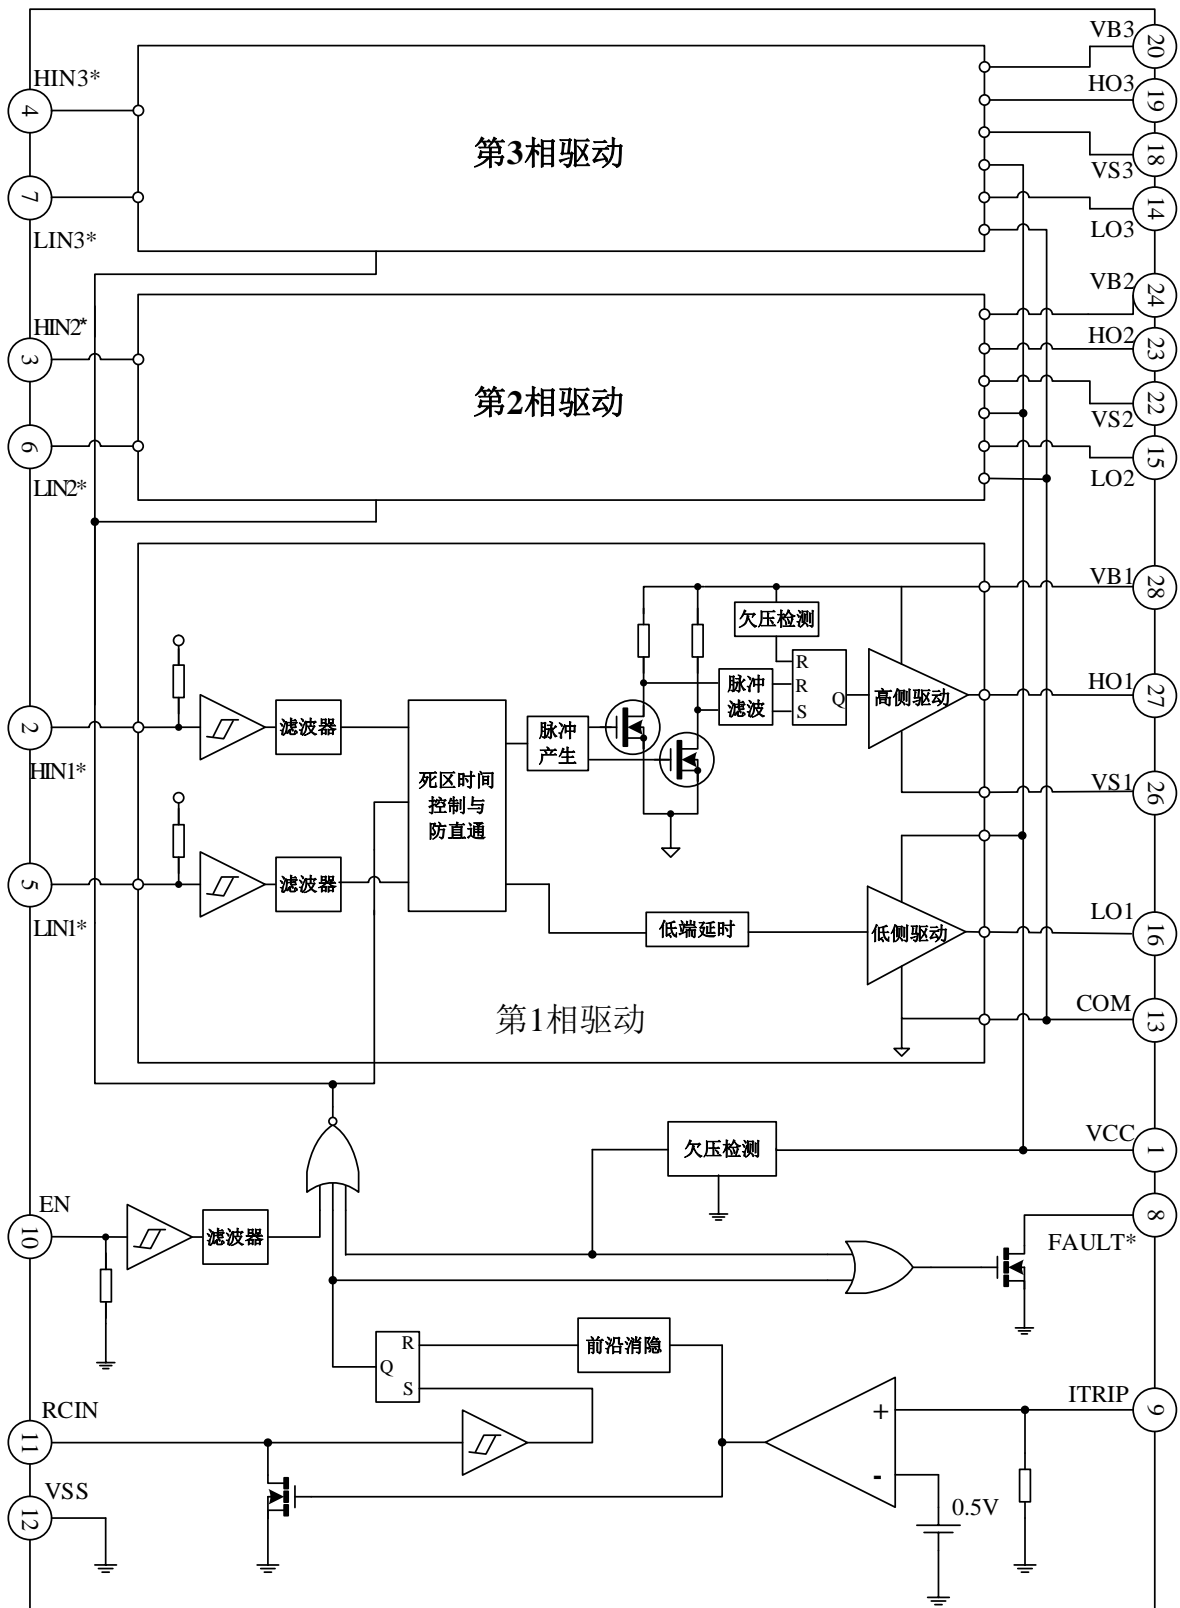 VB3
20
HIN3*
HO3
19
4
第3相驱动
18
VS3
7
14
LIN3*
LO3
VB2
24
HIN2*
HO2
23
3
第2相驱动
22
VS2
6
15
LIN2*
LO2
VB1
28
欠压检测
R
脉冲
滤波
R
S
Q
高侧驱动
HO1
27
2
滤波器
脉冲
产生
HIN1*
死区时间
控制与
防直通
VS1
26
5
滤波器
LIN1*
LO1
低端延时
低侧驱动
16
第1相驱动
COM
13
VCC
欠压检测
1
EN
8
10
滤波器
FAULT*
R
前沿消隐
Q
S
RCIN
ITRIP
9
+
11
-
VSS
0.5V
12